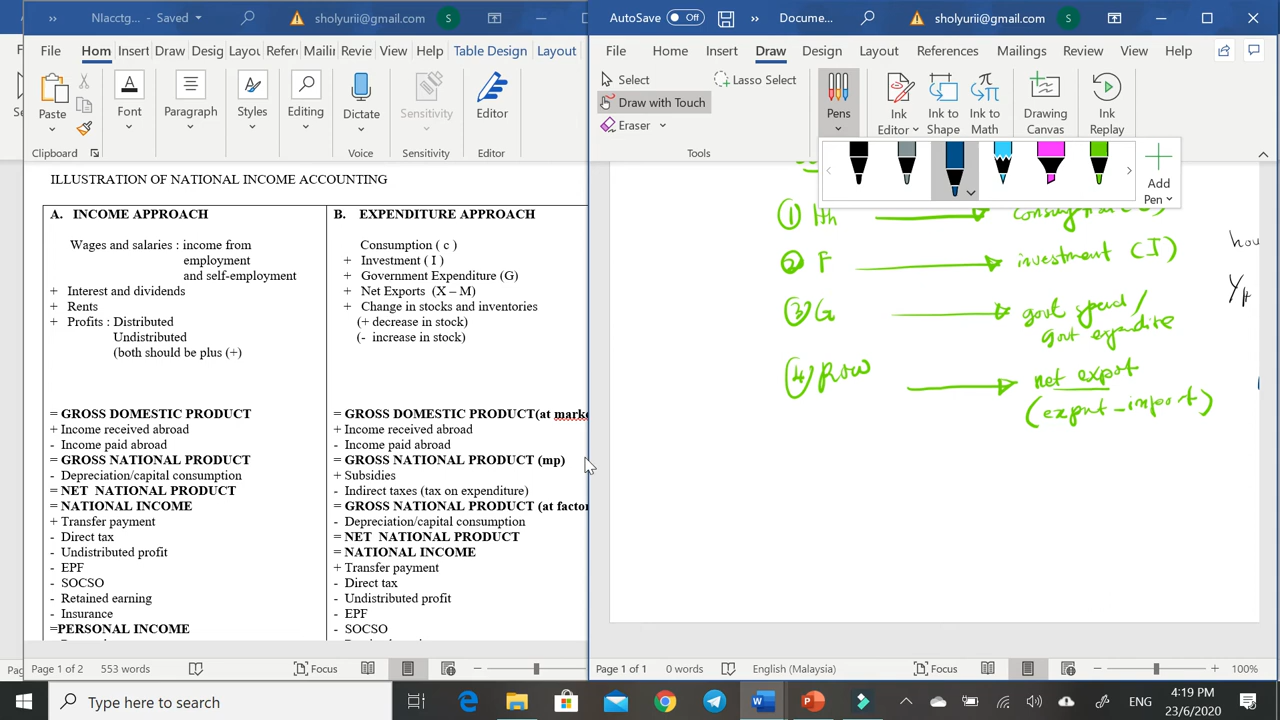 Nlacctg... - Saved
sholyurii@gmail.com
S
File Hom Insert Draw Desig Layou Refer Mailin Revie View Help Table Design Layout
Paste
Font
Paragraph
Styles
Editing
Dictate
Sensitivity
Editor
Clipboard
Voice
Sensitivity
Editor
ILLUSTRATION OF NATIONAL INCOME ACCOUNTING
A. INCOME APPROACH
Wages and salaries : income from
employment
and self-employment
+ Interest and dividends
+ Rents
+ Profits : Distributed
Undistributed
(both should be plus (+)
= GROSS DOMESTIC PRODUCT
+ Income received abroad
- Income paid abroad
= GROSS NATIONAL PRODUCT
- Depreciation/capital consumption
= NET NATIONAL PRODUCT
= NATIONAL INCOME
+ Transfer payment
- Direct tax
- Undistributed profit
- EPF
- SOCSO
- Retained earning
- Insurance
=PERSONAL INCOME
B. EXPENDITURE APPROACH
Consumption ( c )
+ Investment ( I )
+ Government Expenditure (G)
+ Net Exports (X – M)
+ Change in stocks and inventories
(+ decrease in stock)
(- increase in stock)
= GROSS DOMESTIC PRODUCT(at marke
+ Income received abroad
- Income paid abroad
= GROSS NATIONAL PRODUCT (mp)
+ Subsidies
- Indirect taxes (tax on expenditure)
= GROSS NATIONAL PRODUCT (at factor
- Depreciation/capital consumption
= NET NATIONAL PRODUCT
= NATIONAL INCOME
+ Transfer payment
- Direct tax
- Undistributed profit
- EPF
- SOCSO
Page 1 of 2 553 words
Focus
AutoSave Off
Docume...
sholyurii@gmail.com
S
File Home Insert Draw Design Layout References Mailings Review View Help
Select
Lasso Select
Draw with Touch
Eraser
Tools
Pens
Ink Editor
Ink to Shape
Ink to Math
Drawing Canvas
Ink Replay
Add Pen
① Hh
② F investment (I)
③ G govt spend /
govt expenditure
(4) ROW net export
(export - import)
hou
Page 1 of 1 0 words English (Malaysia)
Focus
100%
Type here to search
ENG
4:19 PM
23/6/2020